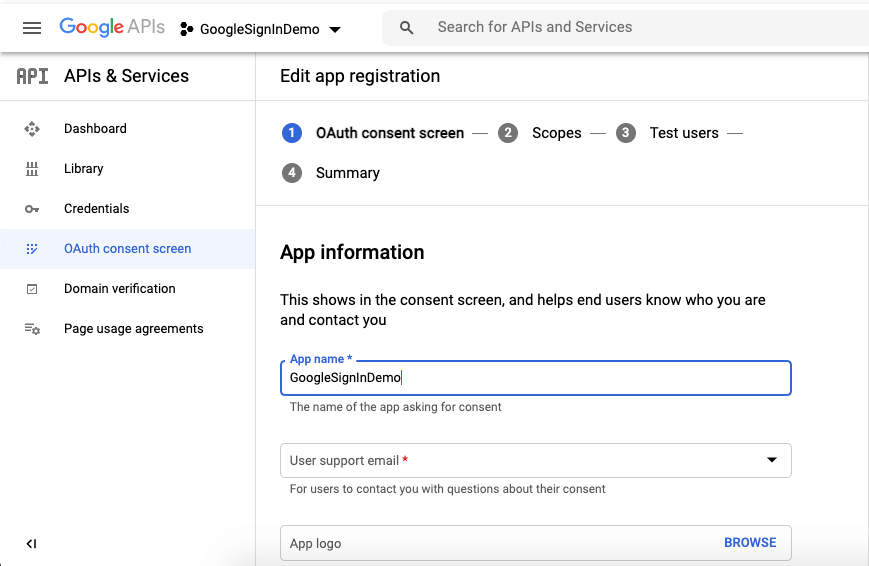 Google APIs GoogleSignInDemo Search for APIs and Services
API APIs & Services
Edit app registration
Dashboard
Library
Credentials
OAuth consent screen
Domain verification
Page usage agreements
1 OAuth consent screen — 2 Scopes — 3 Test users —
4 Summary
App information
This shows in the consent screen, and helps end users know who you are
and contact you
App name *
GoogleSignInDemo
The name of the app asking for consent
User support email *
For users to contact you with questions about their consent
App logo BROWSE